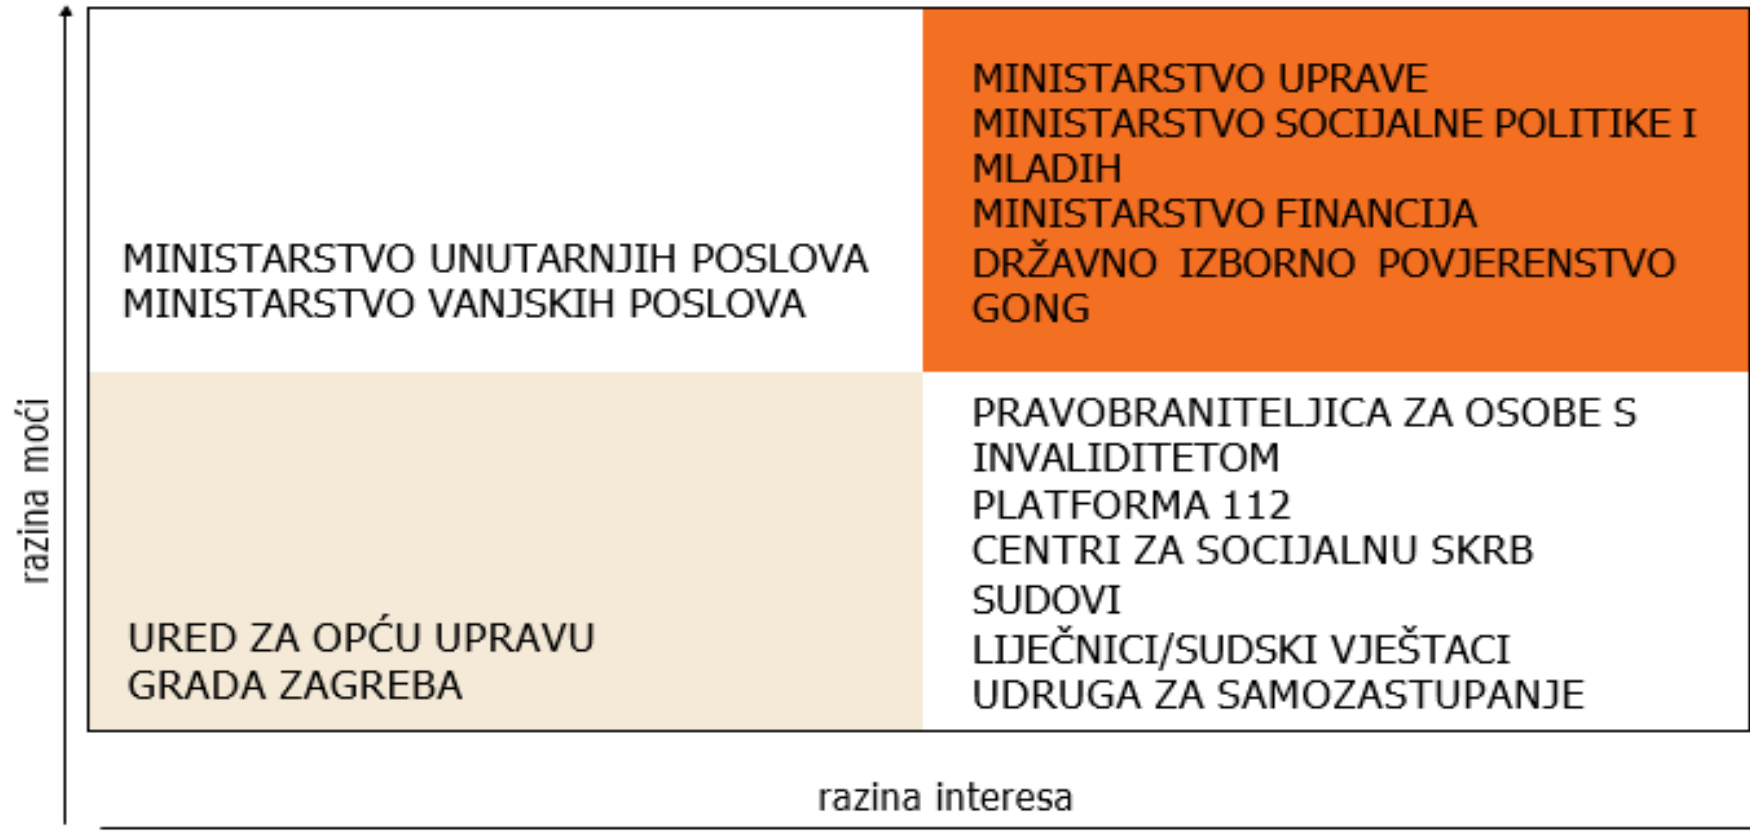 MINISTARSTVO UNUTARNJIH POSLOVA
MINISTARSTVO VANJSKIH POSLOVA
MINISTARSTVO UPRAVE
MINISTARSTVO SOCIJALNE POLITIKE I
MLADIH
MINISTARSTVO FINANCIJA
DRŽAVNO IZBORNO POVJERENSTVO
GONG
URED ZA OPĆU UPRAVU
GRADA ZAGREBA
PRAVOBRANITELJICA ZA OSOBE S
INVALIDITETOM
PLATFORMA 112
CENTRI ZA SOCIJALNU SKRB
SUDOVI
LIJEČNICI/SUDSKI VJEŠTACI
UDRUGA ZA SAMOZASTUPANJE
razina moći
razina interesa